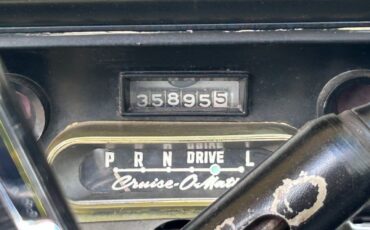 358955
P R N DRIVE L
Cruise-O-Matic